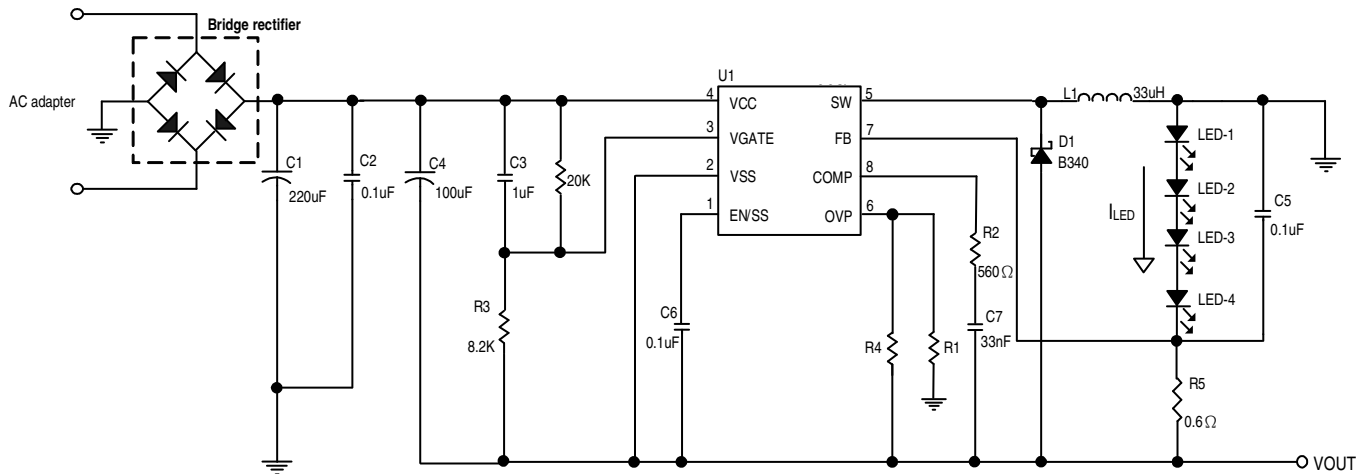 Bridge rectifier
AC adapter
U1
4 VCC SW 5
3 VGATE FB 7
2 VSS COMP 8
1 EN/SS OVP 6
L1 33uH
D1
B340
LED-1
LED-2
LED-3
LED-4
ILED
C5
0.1uF
C1
220uF
C2
0.1uF
C4
100uF
C3
1uF
20K
R2
560Ω
R3
8.2K
C6
0.1uF
R4
R1
C7
33nF
R5
0.6Ω
VOUT